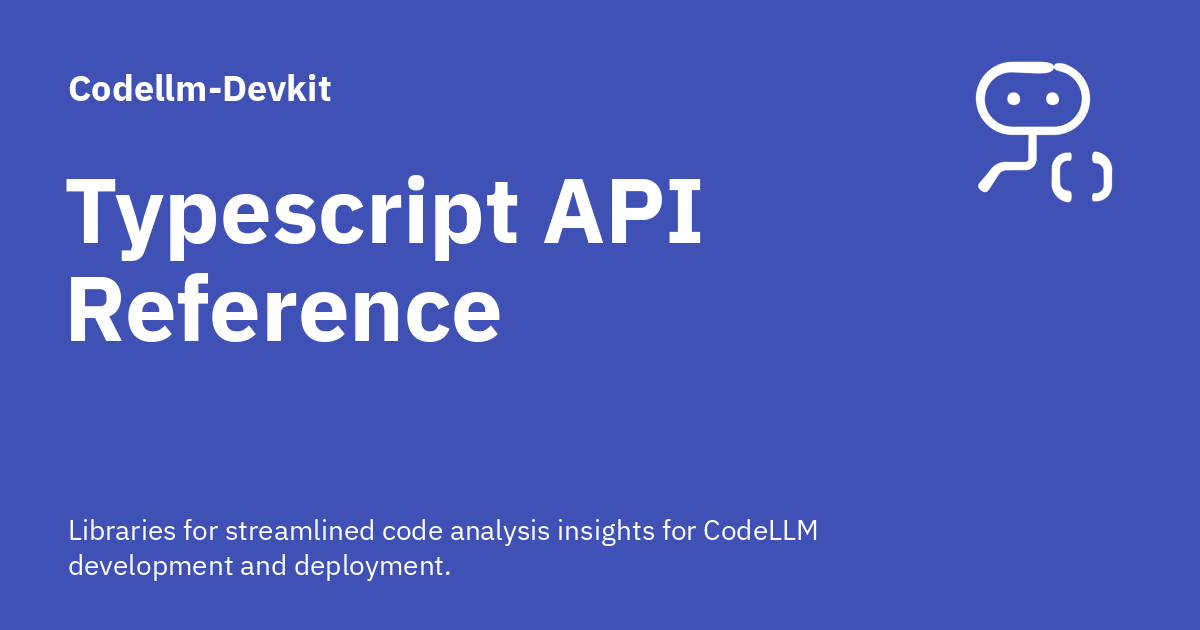 Codellm-Devkit
Typescript API
Reference
Libraries for streamlined code analysis insights for CodeLLM
development and deployment.